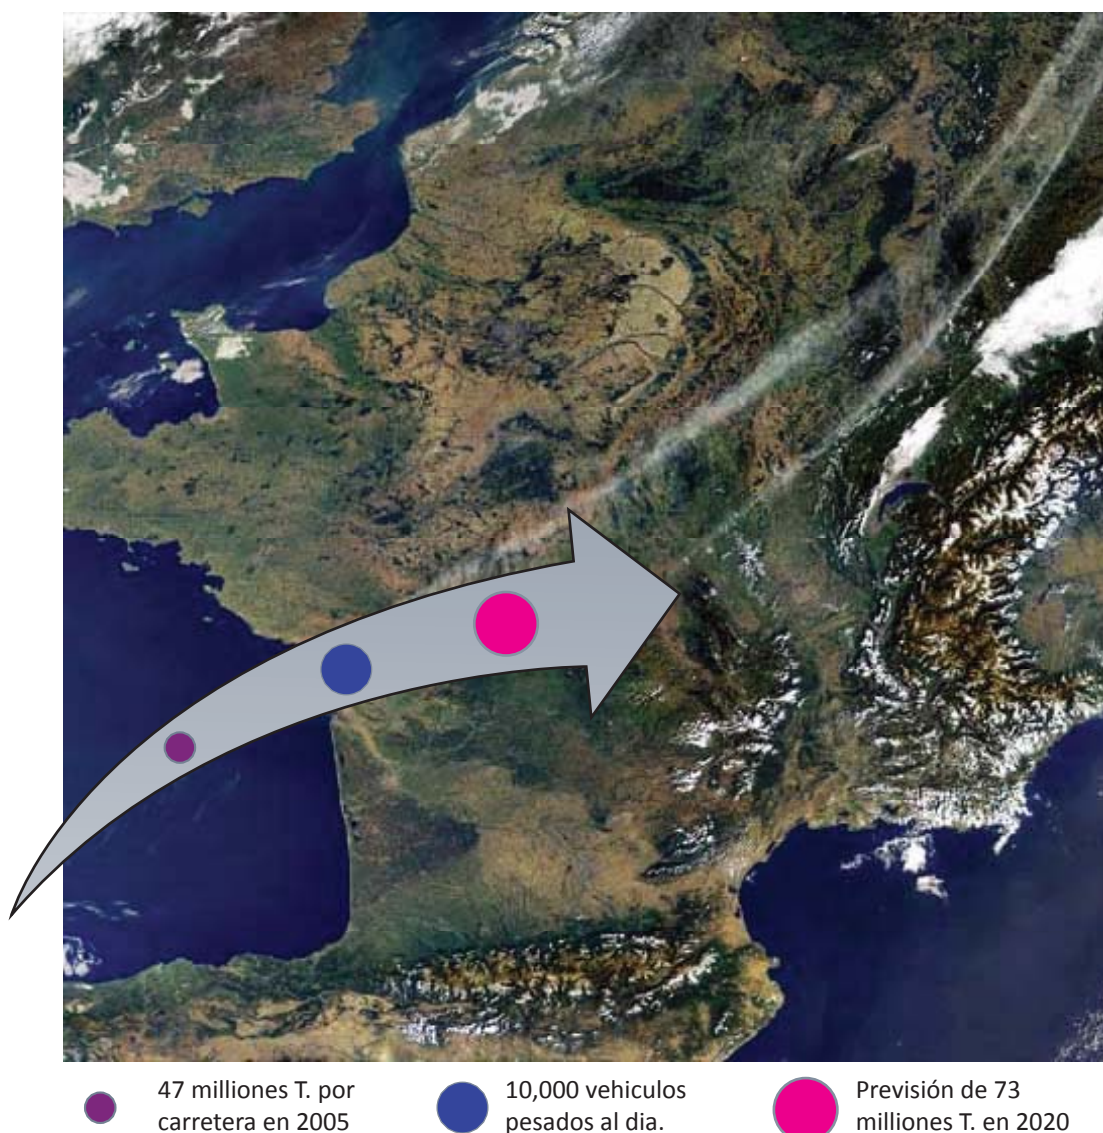 47 milliones T. por
carretera en 2005
10,000 vehiculos
pesados al dia.
Previsión de 73
milliones T. en 2020